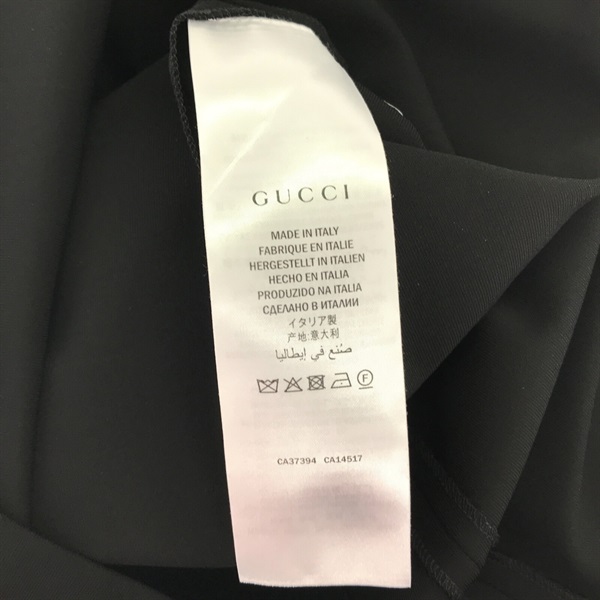 GUCCI
MADE IN ITALY
FABRIQUE EN ITALIE
HERGESTELLT IN ITALIEN
HECHO EN ITALIA
PRODUZIDO NA ITALIA
СДЕЛАНО В ИТАЛИИ
イタリア製
产地:意大利
صُنع في إيطاليا
F
CA37394 CA14517